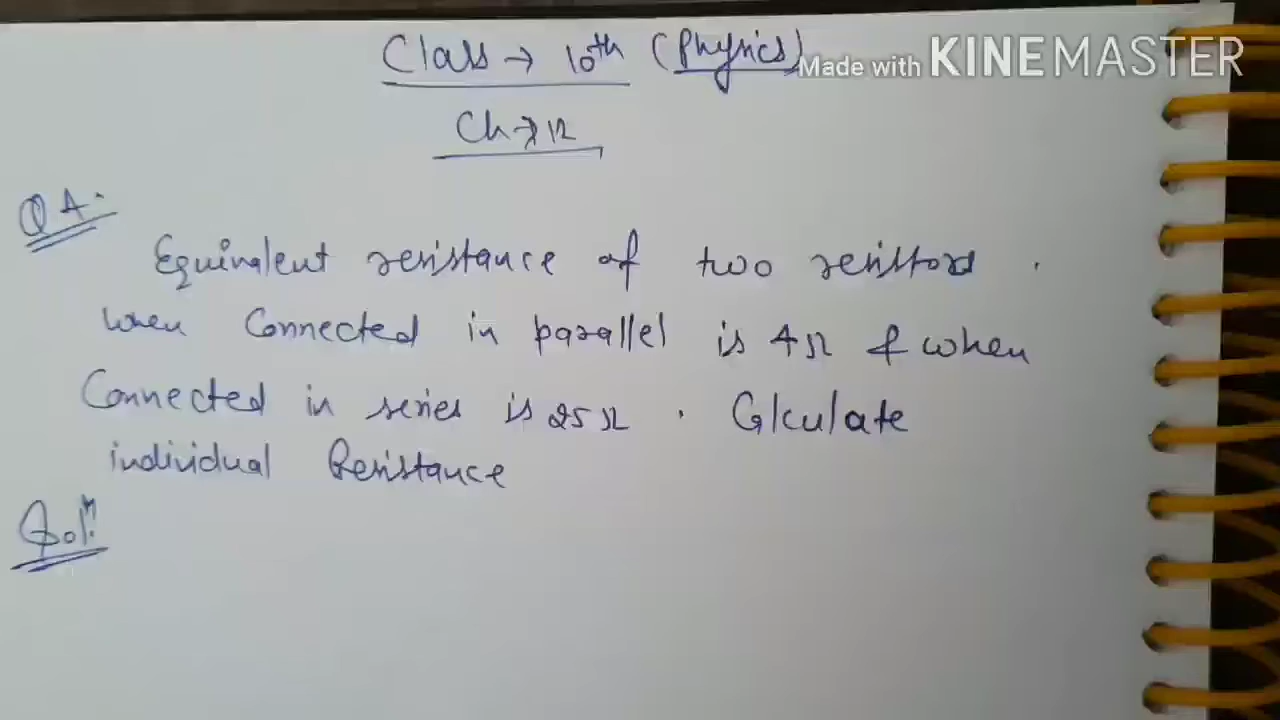 Class → 10th (Physics)
Made with KINEMASTER
Ch → 12
Q 4.
Equivalent resistance of two resistors.
when Connected in parallel is 4Ω & when
Connected in series is 25Ω. Calculate
individual Resistance
Solⁿ: